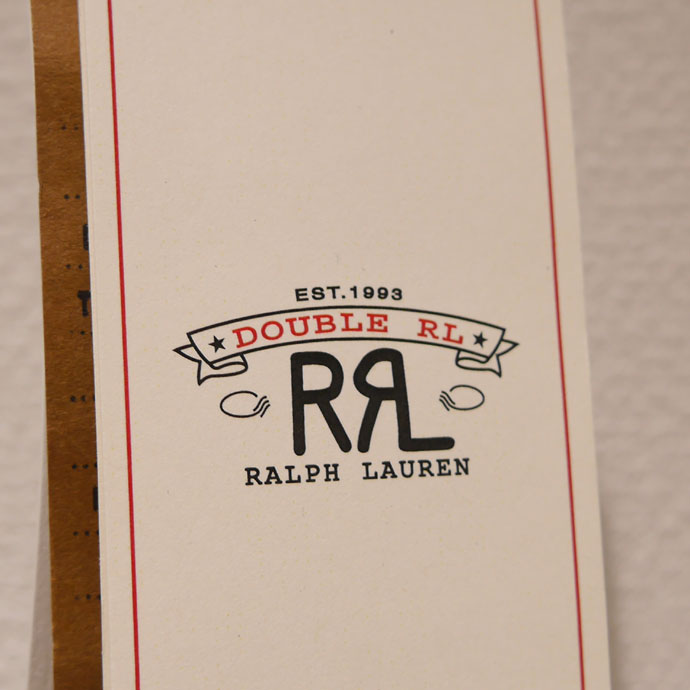 EST.1993
★ DOUBLE RL ★
RRL
RALPH LAUREN